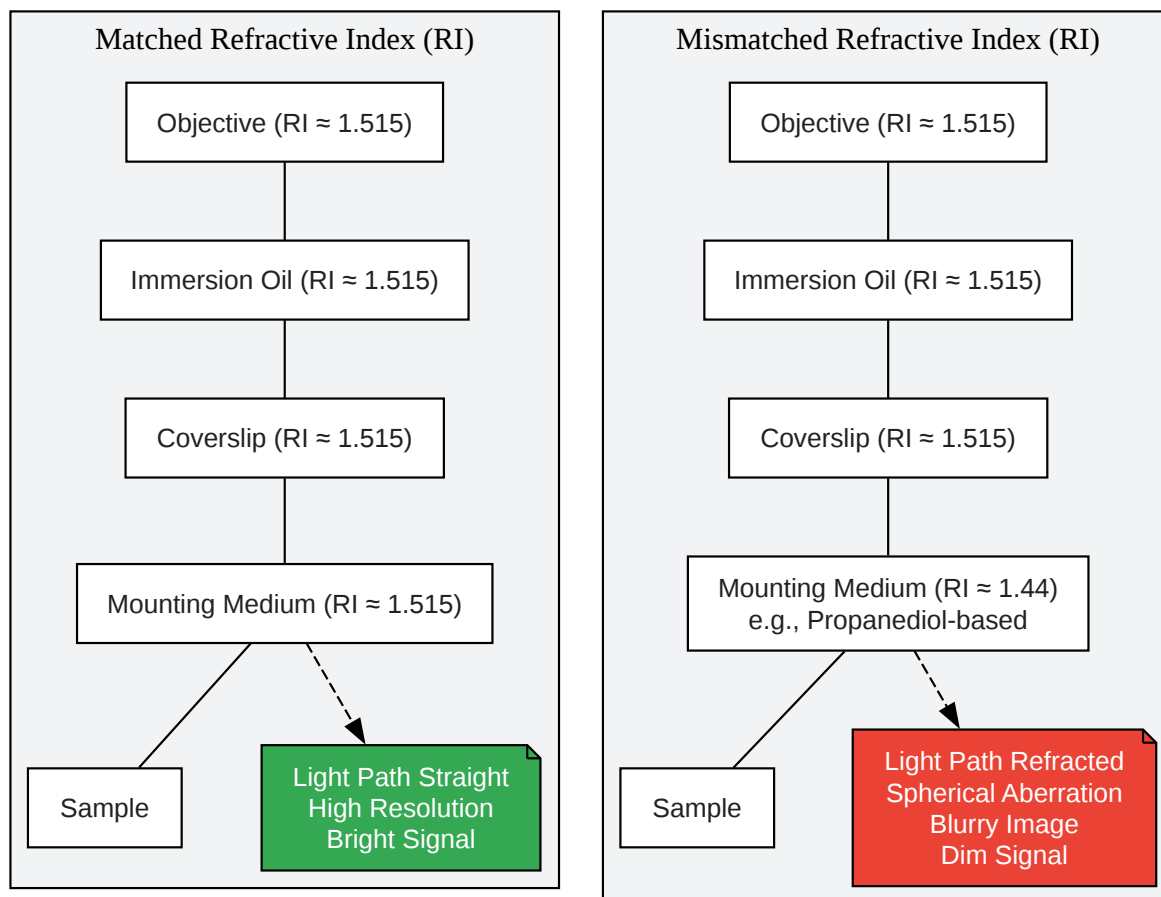 Matched Refractive Index (RI)
Objective (RI ≈ 1.515)
Immersion Oil (RI ≈ 1.515)
Coverslip (RI ≈ 1.515)
Mounting Medium (RI ≈ 1.515)
Sample
Light Path Straight
High Resolution
Bright Signal
Mismatched Refractive Index (RI)
Objective (RI ≈ 1.515)
Immersion Oil (RI ≈ 1.515)
Coverslip (RI ≈ 1.515)
Mounting Medium (RI ≈ 1.44)
e.g., Propanediol-based
Sample
Light Path Refracted
Spherical Aberration
Blurry Image
Dim Signal